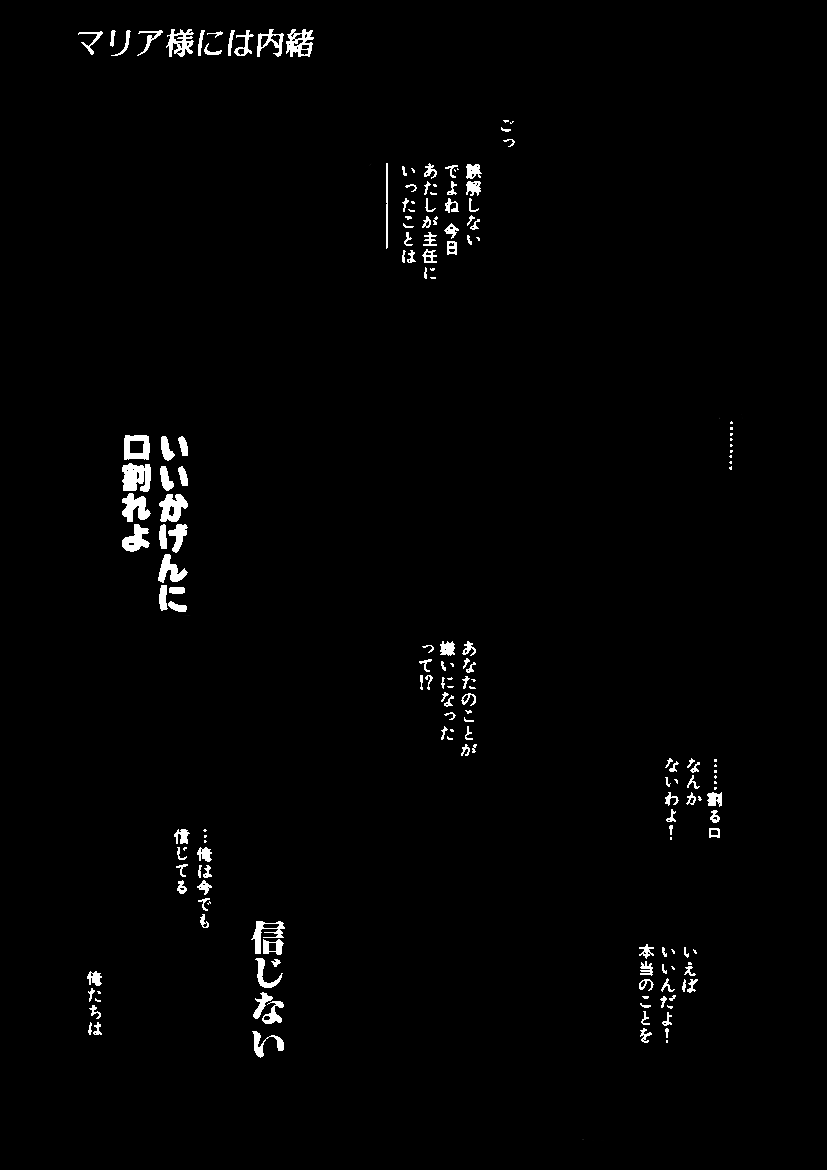 マリア様には内緒
ごっ
誤解しない
でよね 今日
あたしが主任に
いったことは
………
いいかげんに
口割れよ
あなたのことが
嫌いになった
って!?
……割る口
なんか
ないわよ!
いえば
いいんだよ!
本当のことを
信じない
…俺は今でも
信じてる
俺たちは